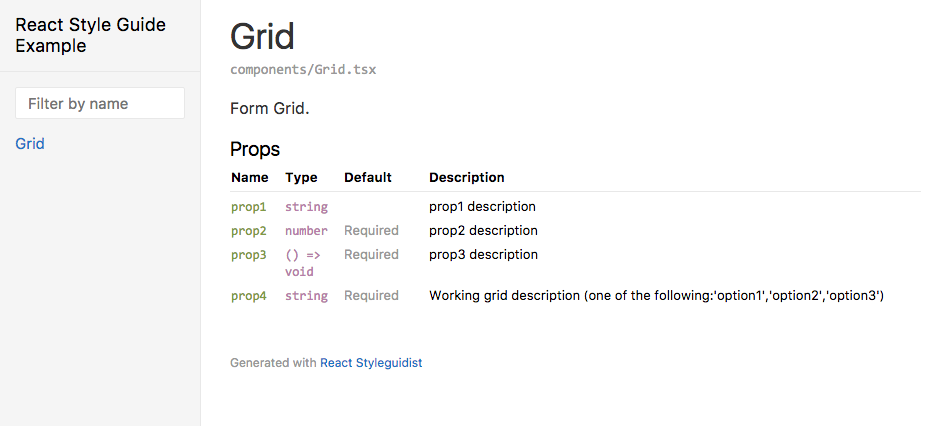 React Style Guide
Example
Filter by name
Grid
Grid
components/Grid.tsx
Form Grid.
Props
Name Type Default Description
prop1 string prop1 description
prop2 number Required prop2 description
prop3 () => Required prop3 description
void
prop4 string Required Working grid description (one of the following:'option1','option2','option3')
Generated with React Styleguidist